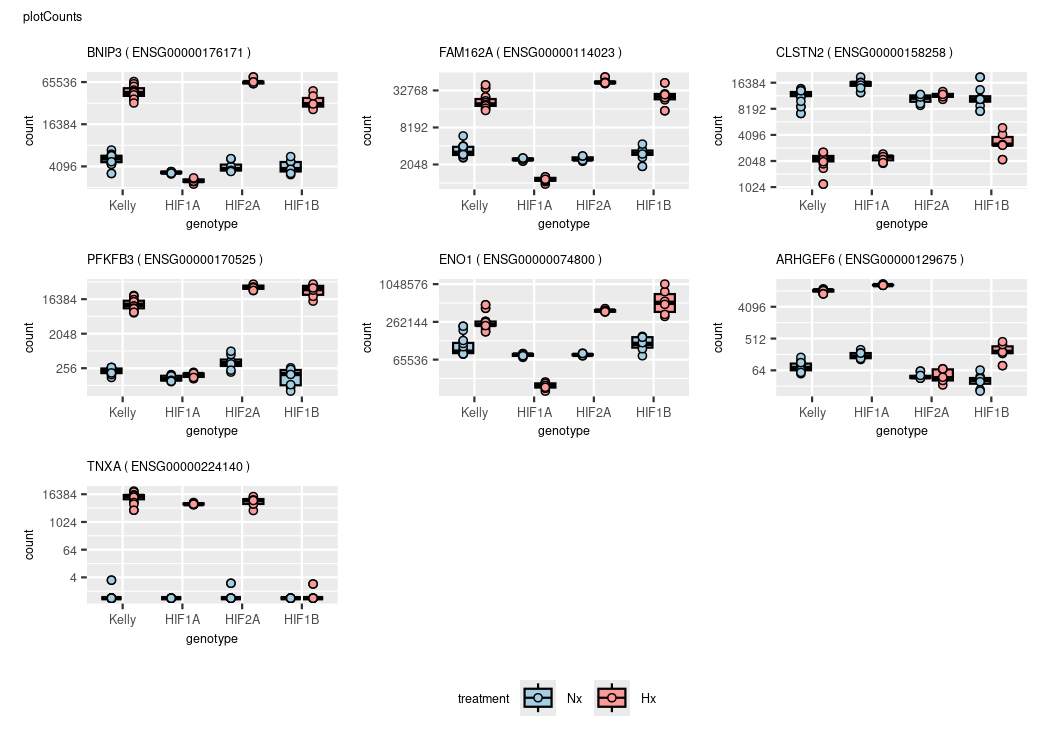 plotCounts
BNIP3 ( ENSG00000176171 )
count
65536
16384
4096
Kelly HIF1A HIF2A HIF1B
genotype
FAM162A ( ENSG00000114023 )
count
32768
8192
2048
Kelly HIF1A HIF2A HIF1B
genotype
CLSTN2 ( ENSG00000158258 )
count
16384
8192
4096
2048
1024
Kelly HIF1A HIF2A HIF1B
genotype
PFKFB3 ( ENSG00000170525 )
count
16384
2048
256
Kelly HIF1A HIF2A HIF1B
genotype
ENO1 ( ENSG00000074800 )
count
1048576
262144
65536
Kelly HIF1A HIF2A HIF1B
genotype
ARHGEF6 ( ENSG00000129675 )
count
4096
512
64
Kelly HIF1A HIF2A HIF1B
genotype
TNXA ( ENSG00000224140 )
count
16384
1024
64
4
Kelly HIF1A HIF2A HIF1B
genotype
treatment Nx Hx